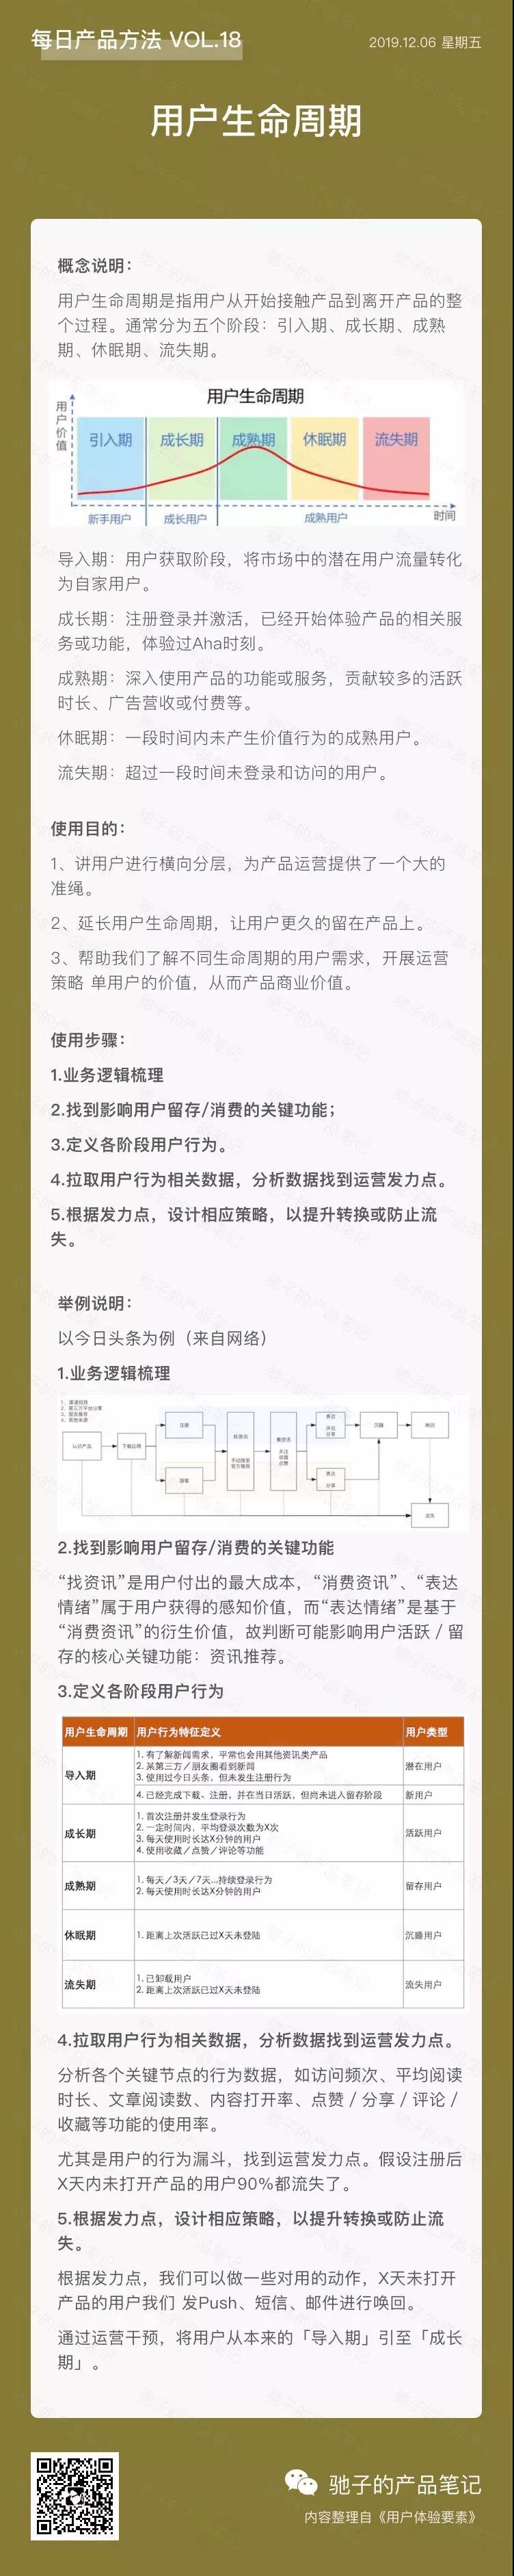 每日产品方法 VOL.18
2019.12.06 星期五
用户生命周期
概念说明：
用户生命周期是指用户从开始接触产品到离开产品的整
个过程。通常分为五个阶段：引入期、成长期、成熟
期、休眠期、流失期。
用户生命周期
用户价值
引入期
成长期
成熟期
休眠期
流失期
新手用户
成长用户
成熟用户
时间
导入期：用户获取阶段，将市场中的潜在用户流量转化
为自家用户。
成长期：注册登录并激活，已经开始体验产品的相关服
务或功能，体验过Aha时刻。
成熟期：深入使用产品的功能或服务，贡献较多的活跃
时长、广告营收或付费等。
休眠期：一段时间内未产生价值行为的成熟用户。
流失期：超过一段时间未登录和访问的用户。
使用目的：
1、讲用户进行横向分层，为产品运营提供了一个大的
准绳。
2、延长用户生命周期，让用户更久的留在产品上。
3、帮助我们了解不同生命周期的用户需求，开展运营
策略 单用户的价值，从而产品商业价值。
使用步骤：
1.业务逻辑梳理
2.找到影响用户留存/消费的关键功能；
3.定义各阶段用户行为。
4.拉取用户行为相关数据，分析数据找到运营发力点。
5.根据发力点，设计相应策略，以提升转换或防止流
失。
举例说明：
以今日头条为例（来自网络）
1.业务逻辑梳理
认识产品
下载应用
注册
游客
找资讯
手动搜索
官方推荐
看资讯
关注
收藏
点赞
表达
评论
分享
表达
分享
沉睡
流失
2.找到影响用户留存/消费的关键功能
“找资讯”是用户付出的最大成本，“消费资讯”、“表达
情绪”属于用户获得的感知价值，而“表达情绪”是基于
“消费资讯”的衍生价值，故判断可能影响用户活跃 / 留
存的核心关键功能：资讯推荐。
3.定义各阶段用户行为
用户生命周期 用户行为特征定义 用户类型
导入期
1. 有了解新闻需求，平常也会用其他资讯类产品
2. 某第三方／朋友圈看到新闻
3. 使用过今日头条，但未发生注册行为
潜在用户
4. 已经完成下载、注册，并在当日活跃，但尚未进入留存阶段
新用户
成长期
1. 首次注册并发生登录行为
2. 一定时间内，平均登录次数为X次
3. 每天使用时长达X分钟的用户
4. 使用收藏／点赞／评论等功能
活跃用户
成熟期
1. 每天／3天／7天...持续登录行为
2. 每天使用时长达X分钟的用户
留存用户
休眠期
1. 距离上次活跃已过X天未登陆
沉睡用户
流失期
1. 已卸载用户
2. 距离上次活跃已过X天未登陆
流失用户
4.拉取用户行为相关数据，分析数据找到运营发力点。
分析各个关键节点的行为数据，如访问频次、平均阅读
时长、文章阅读数、内容打开率、点赞 / 分享 / 评论 /
收藏等功能的使用率。
尤其是用户的行为漏斗，找到运营发力点。假设注册后
X天内未打开产品的用户90%都流失了。
5.根据发力点，设计相应策略，以提升转换或防止流
失。
根据发力点，我们可以做一些对用的动作，X天未打开
产品的用户我们 发Push、短信、邮件进行唤回。
通过运营干预，将用户从本来的「导入期」引至「成长
期」。
驰子的产品笔记
内容整理自《用户体验要素》